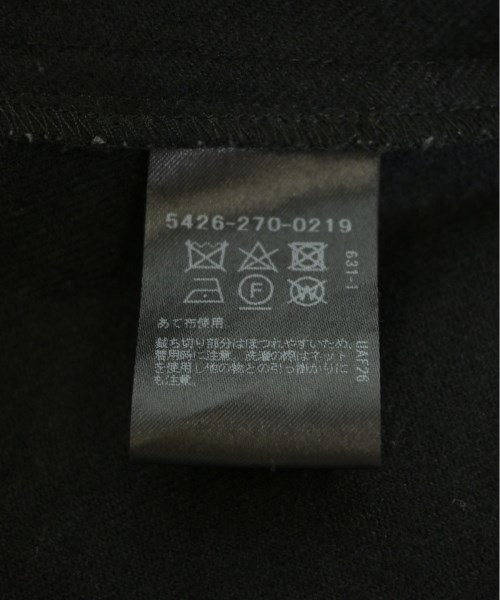 5426-270-0219
F
W
あて布使用
裁ち切り部分はほつれやすいため、
着用時に注意。洗濯の際はネット
を使用し他の物との引っ掛かりに
も注意。
631-1
UAF26